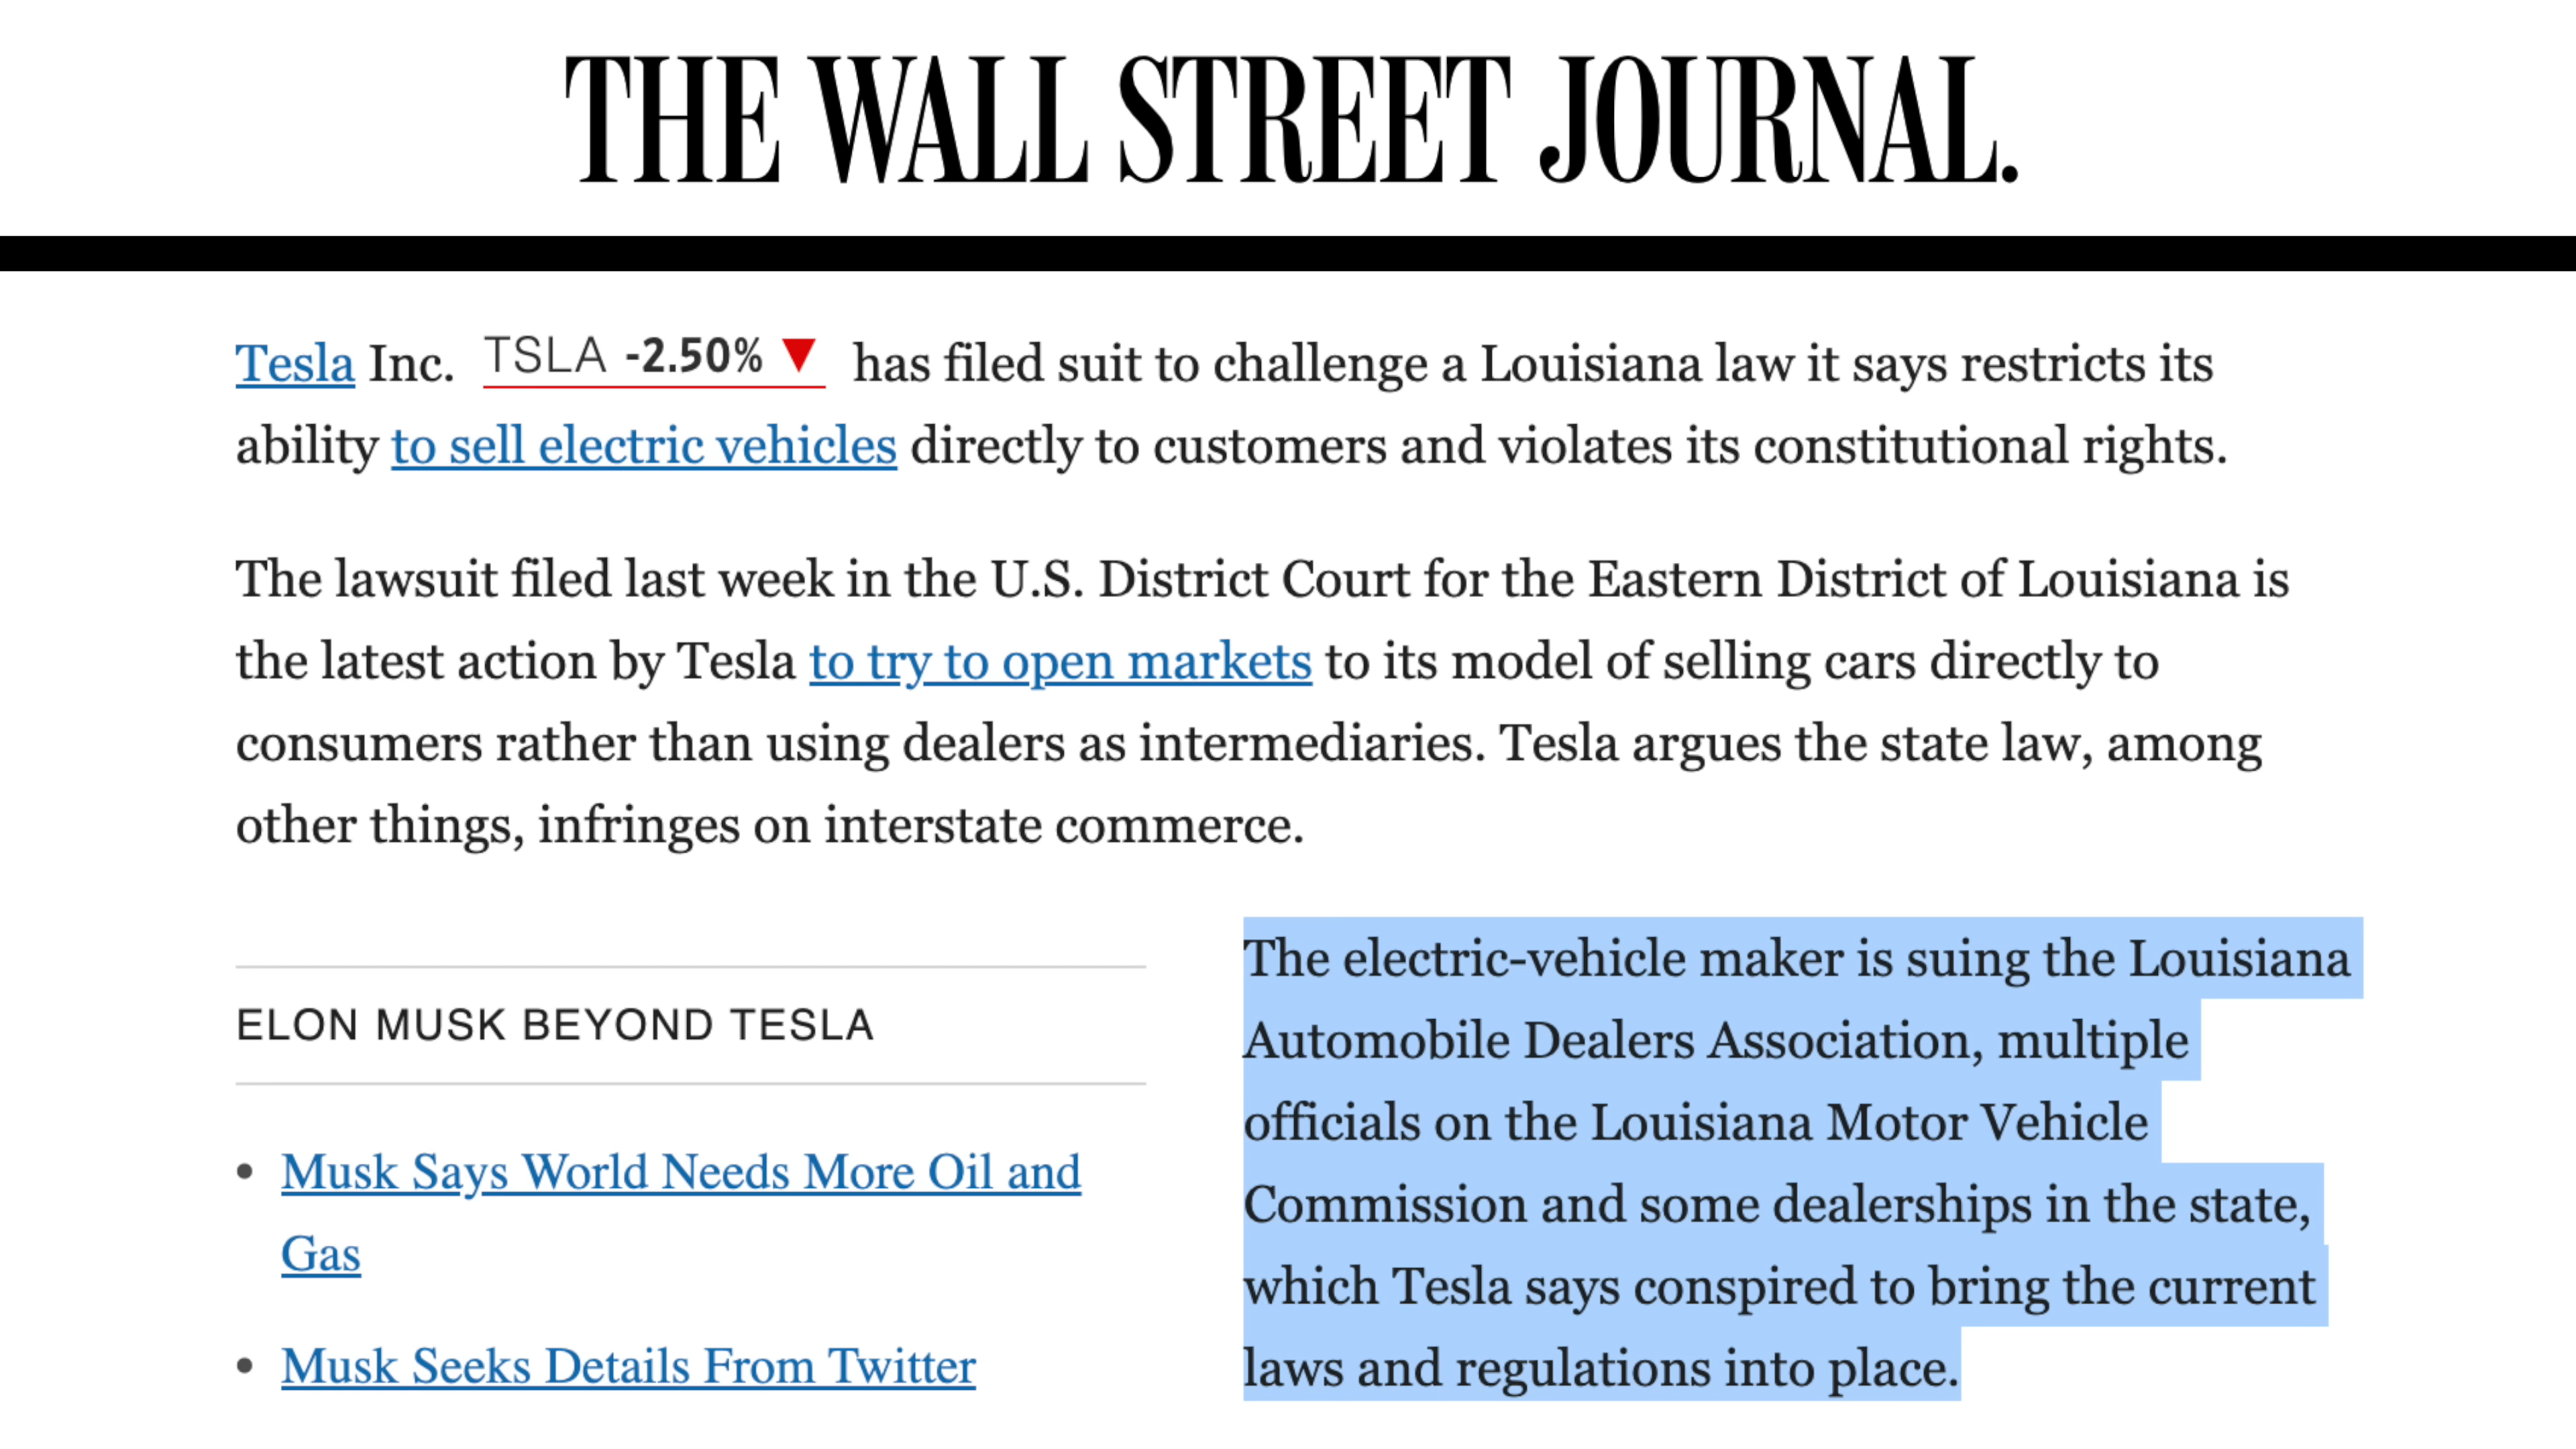 THE WALL STREET JOURNAL.
Tesla Inc. TSLA -2.50% ▼ has filed suit to challenge a Louisiana law it says restricts its
ability to sell electric vehicles directly to customers and violates its constitutional rights.
The lawsuit filed last week in the U.S. District Court for the Eastern District of Louisiana is
the latest action by Tesla to try to open markets to its model of selling cars directly to
consumers rather than using dealers as intermediaries. Tesla argues the state law, among
other things, infringes on interstate commerce.
ELON MUSK BEYOND TESLA
• Musk Says World Needs More Oil and
Gas
• Musk Seeks Details From Twitter
The electric-vehicle maker is suing the Louisiana
Automobile Dealers Association, multiple
officials on the Louisiana Motor Vehicle
Commission and some dealerships in the state,
which Tesla says conspired to bring the current
laws and regulations into place.